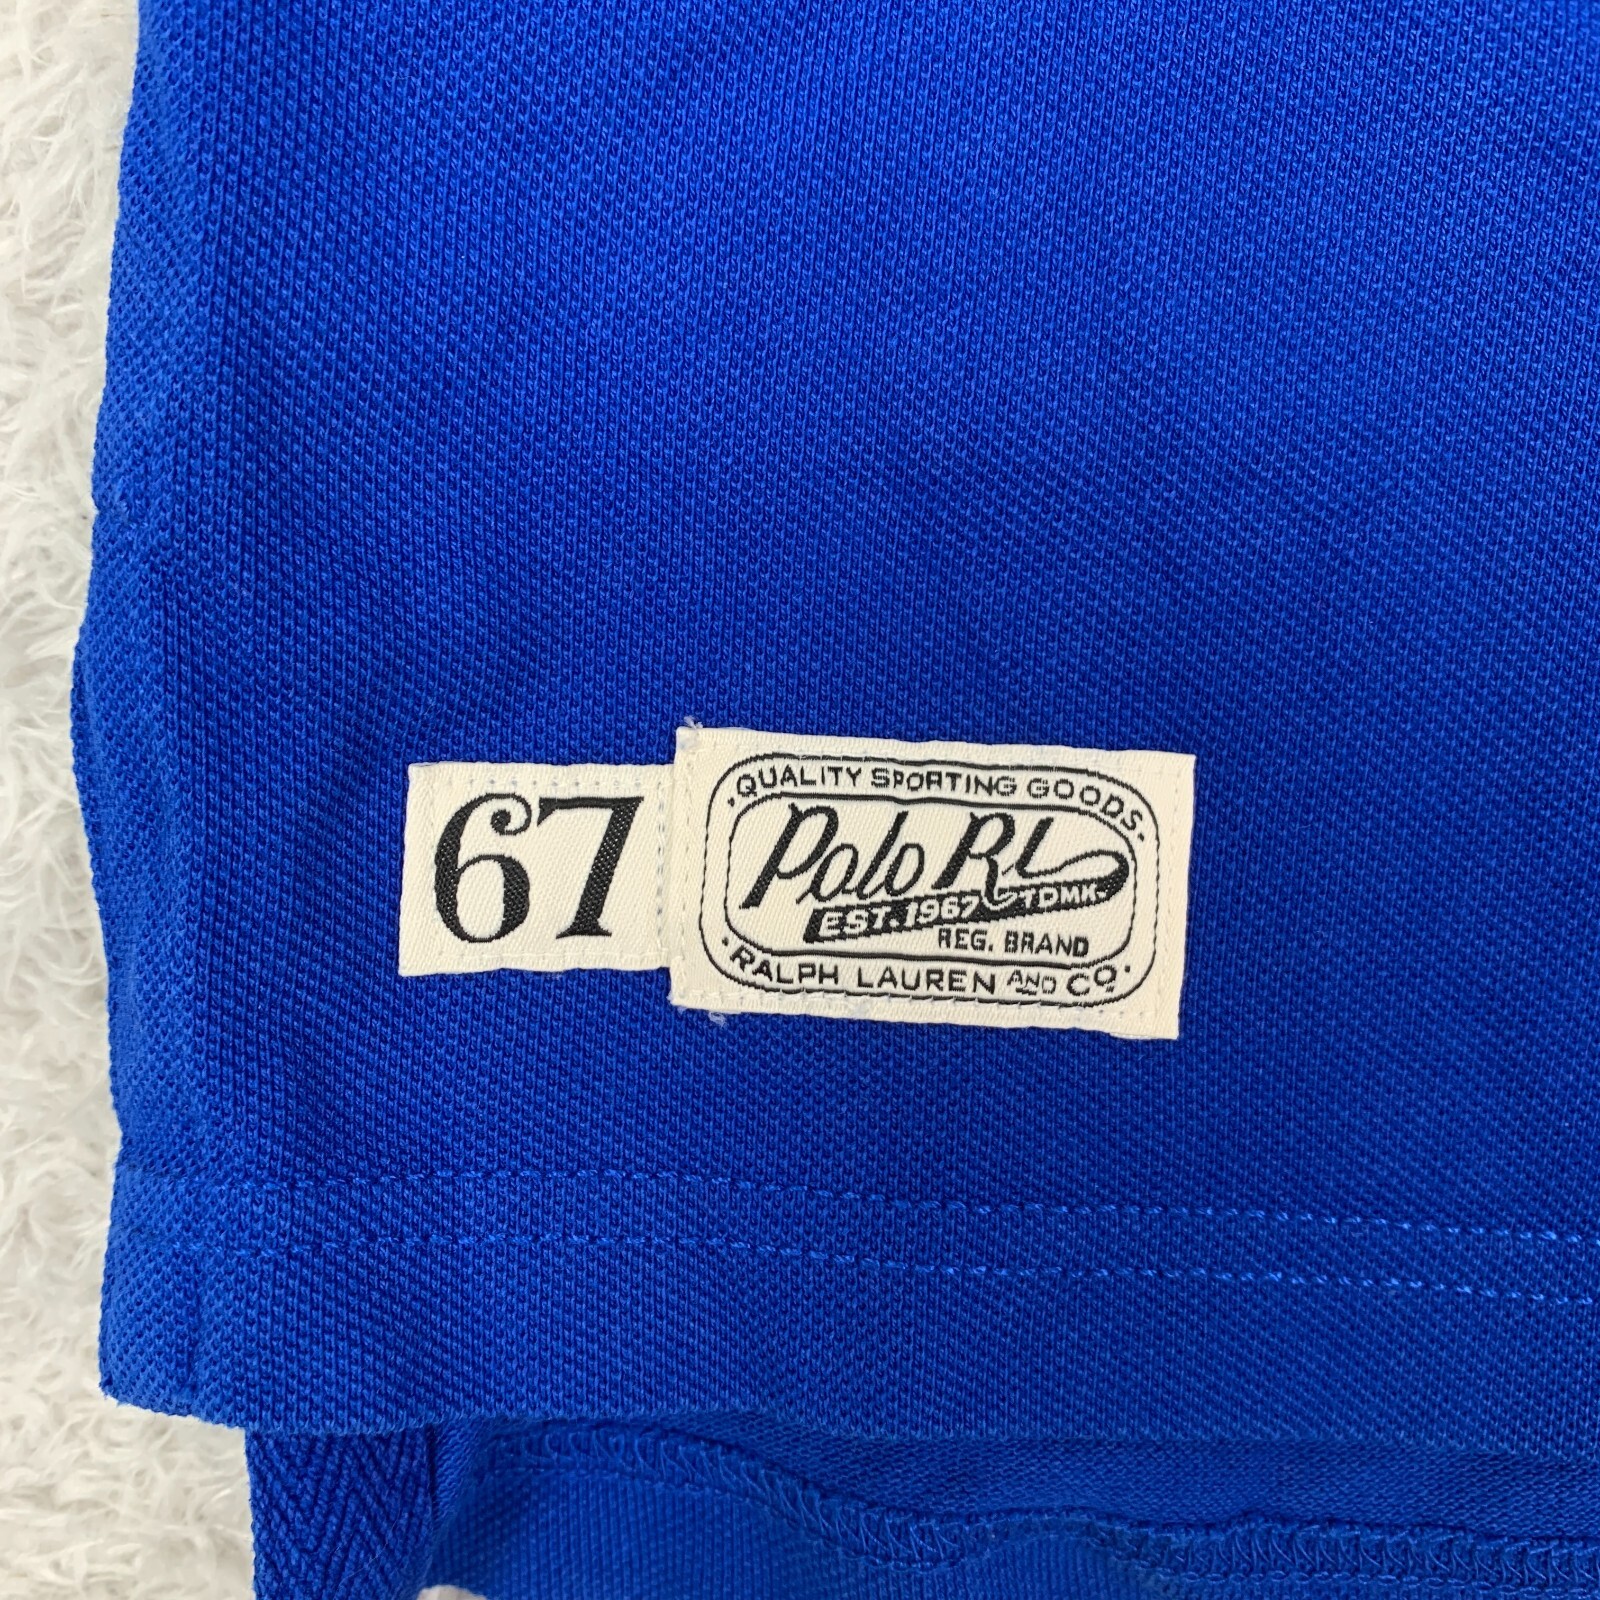 67
·QUALITY SPORTING GOODS·
Polo RL
EST. 1967 TDMK.
REG. BRAND
·RALPH LAUREN AND CO.·